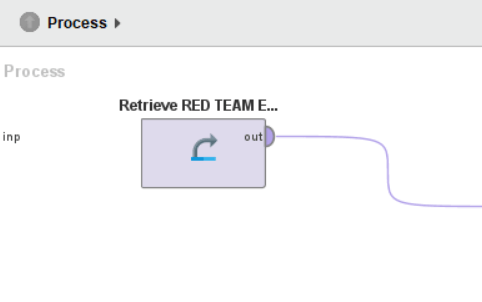 Process
Process
Retrieve RED TEAM E...
inp
out